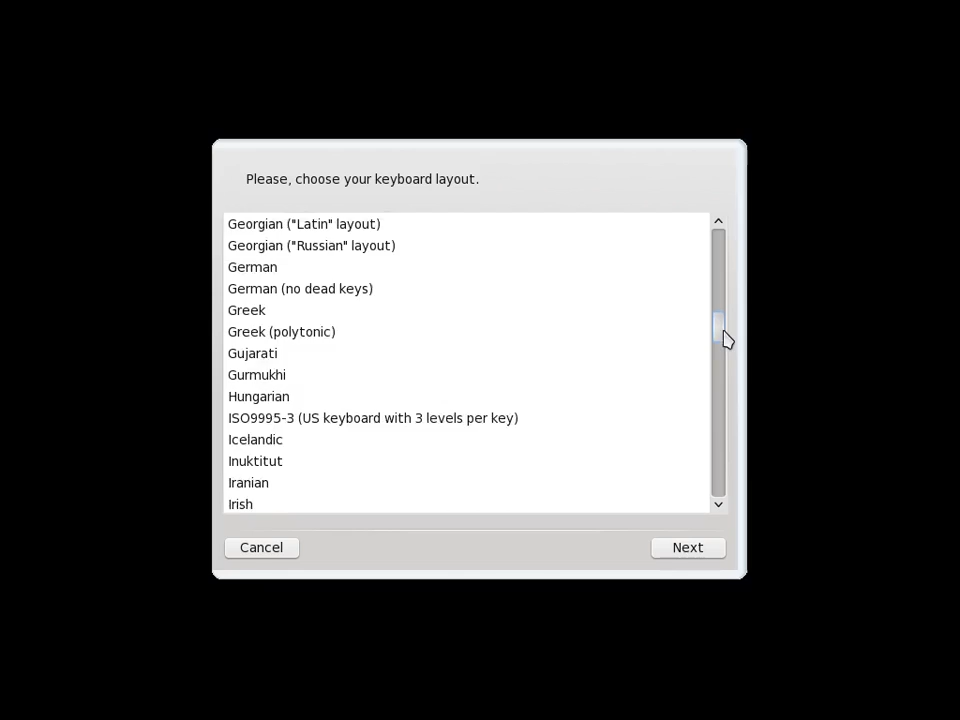 Please, choose your keyboard layout.
Georgian ("Latin" layout)
Georgian ("Russian" layout)
German
German (no dead keys)
Greek
Greek (polytonic)
Gujarati
Gurmukhi
Hungarian
ISO9995-3 (US keyboard with 3 levels per key)
Icelandic
Inuktitut
Iranian
Irish
Cancel
Next